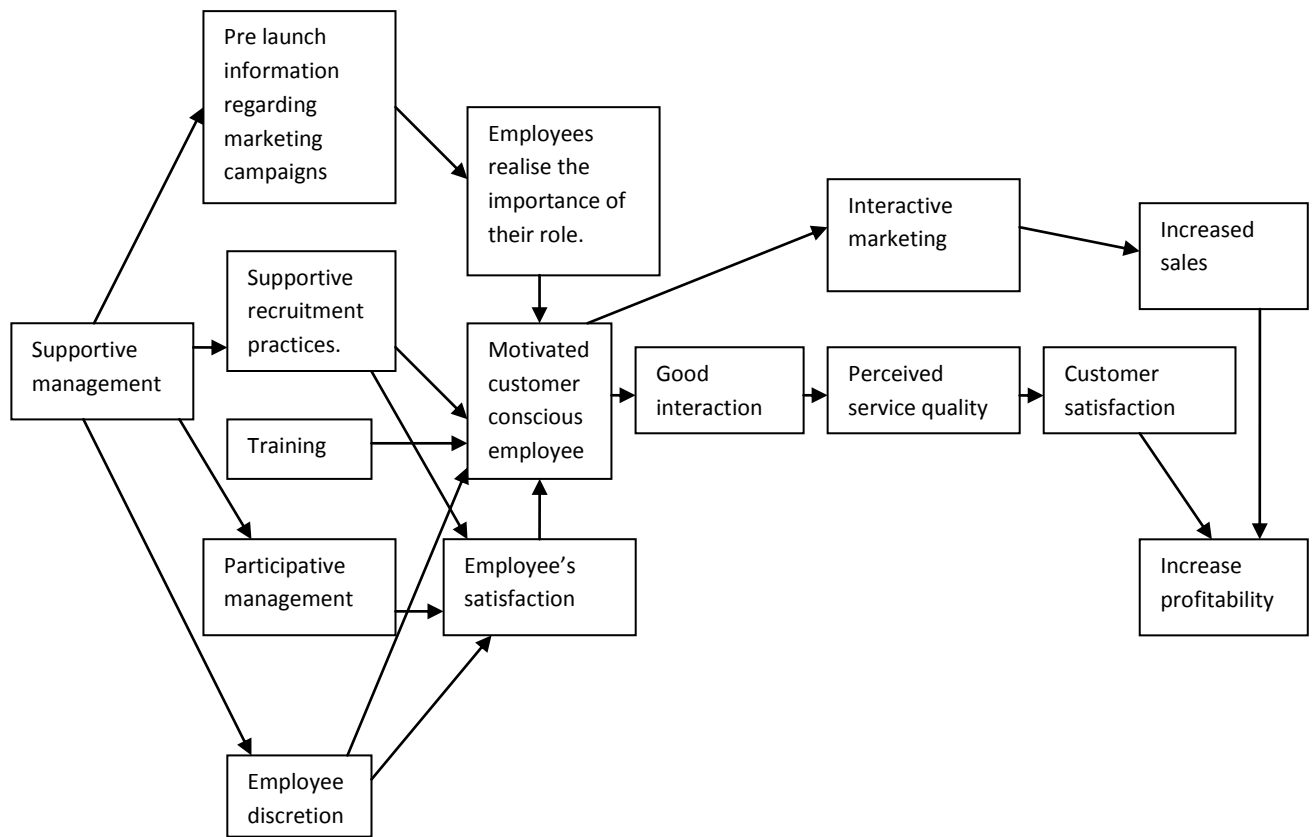 Pre launch
information
regarding
marketing
campaigns
Employees
realise the
importance of
their role.
Interactive
marketing
Increased
sales
Supportive
recruitment
practices.
Supportive
management
Motivated
customer
conscious
employee
Good
interaction
Perceived
service quality
Customer
satisfaction
Training
Participative
management
Employee’s
satisfaction
Increase
profitability
Employee
discretion